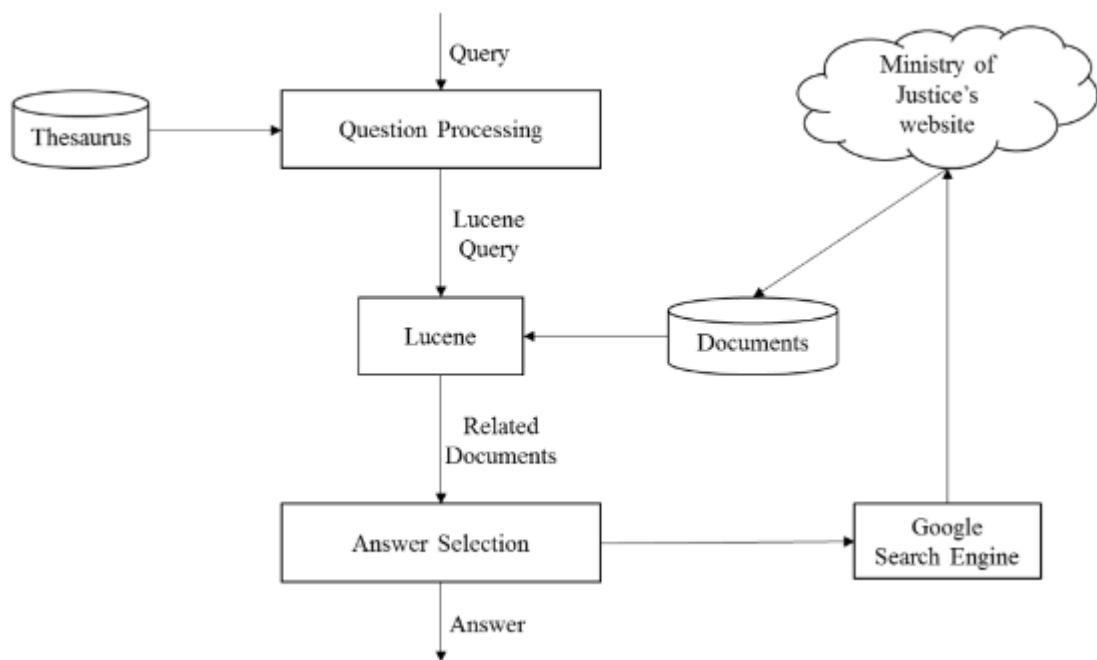 Query
Ministry of
Justice's
website
Thesaurus
Question Processing
Lucene
Query
Lucene
Documents
Related
Documents
Answer Selection
Google
Search Engine
Answer